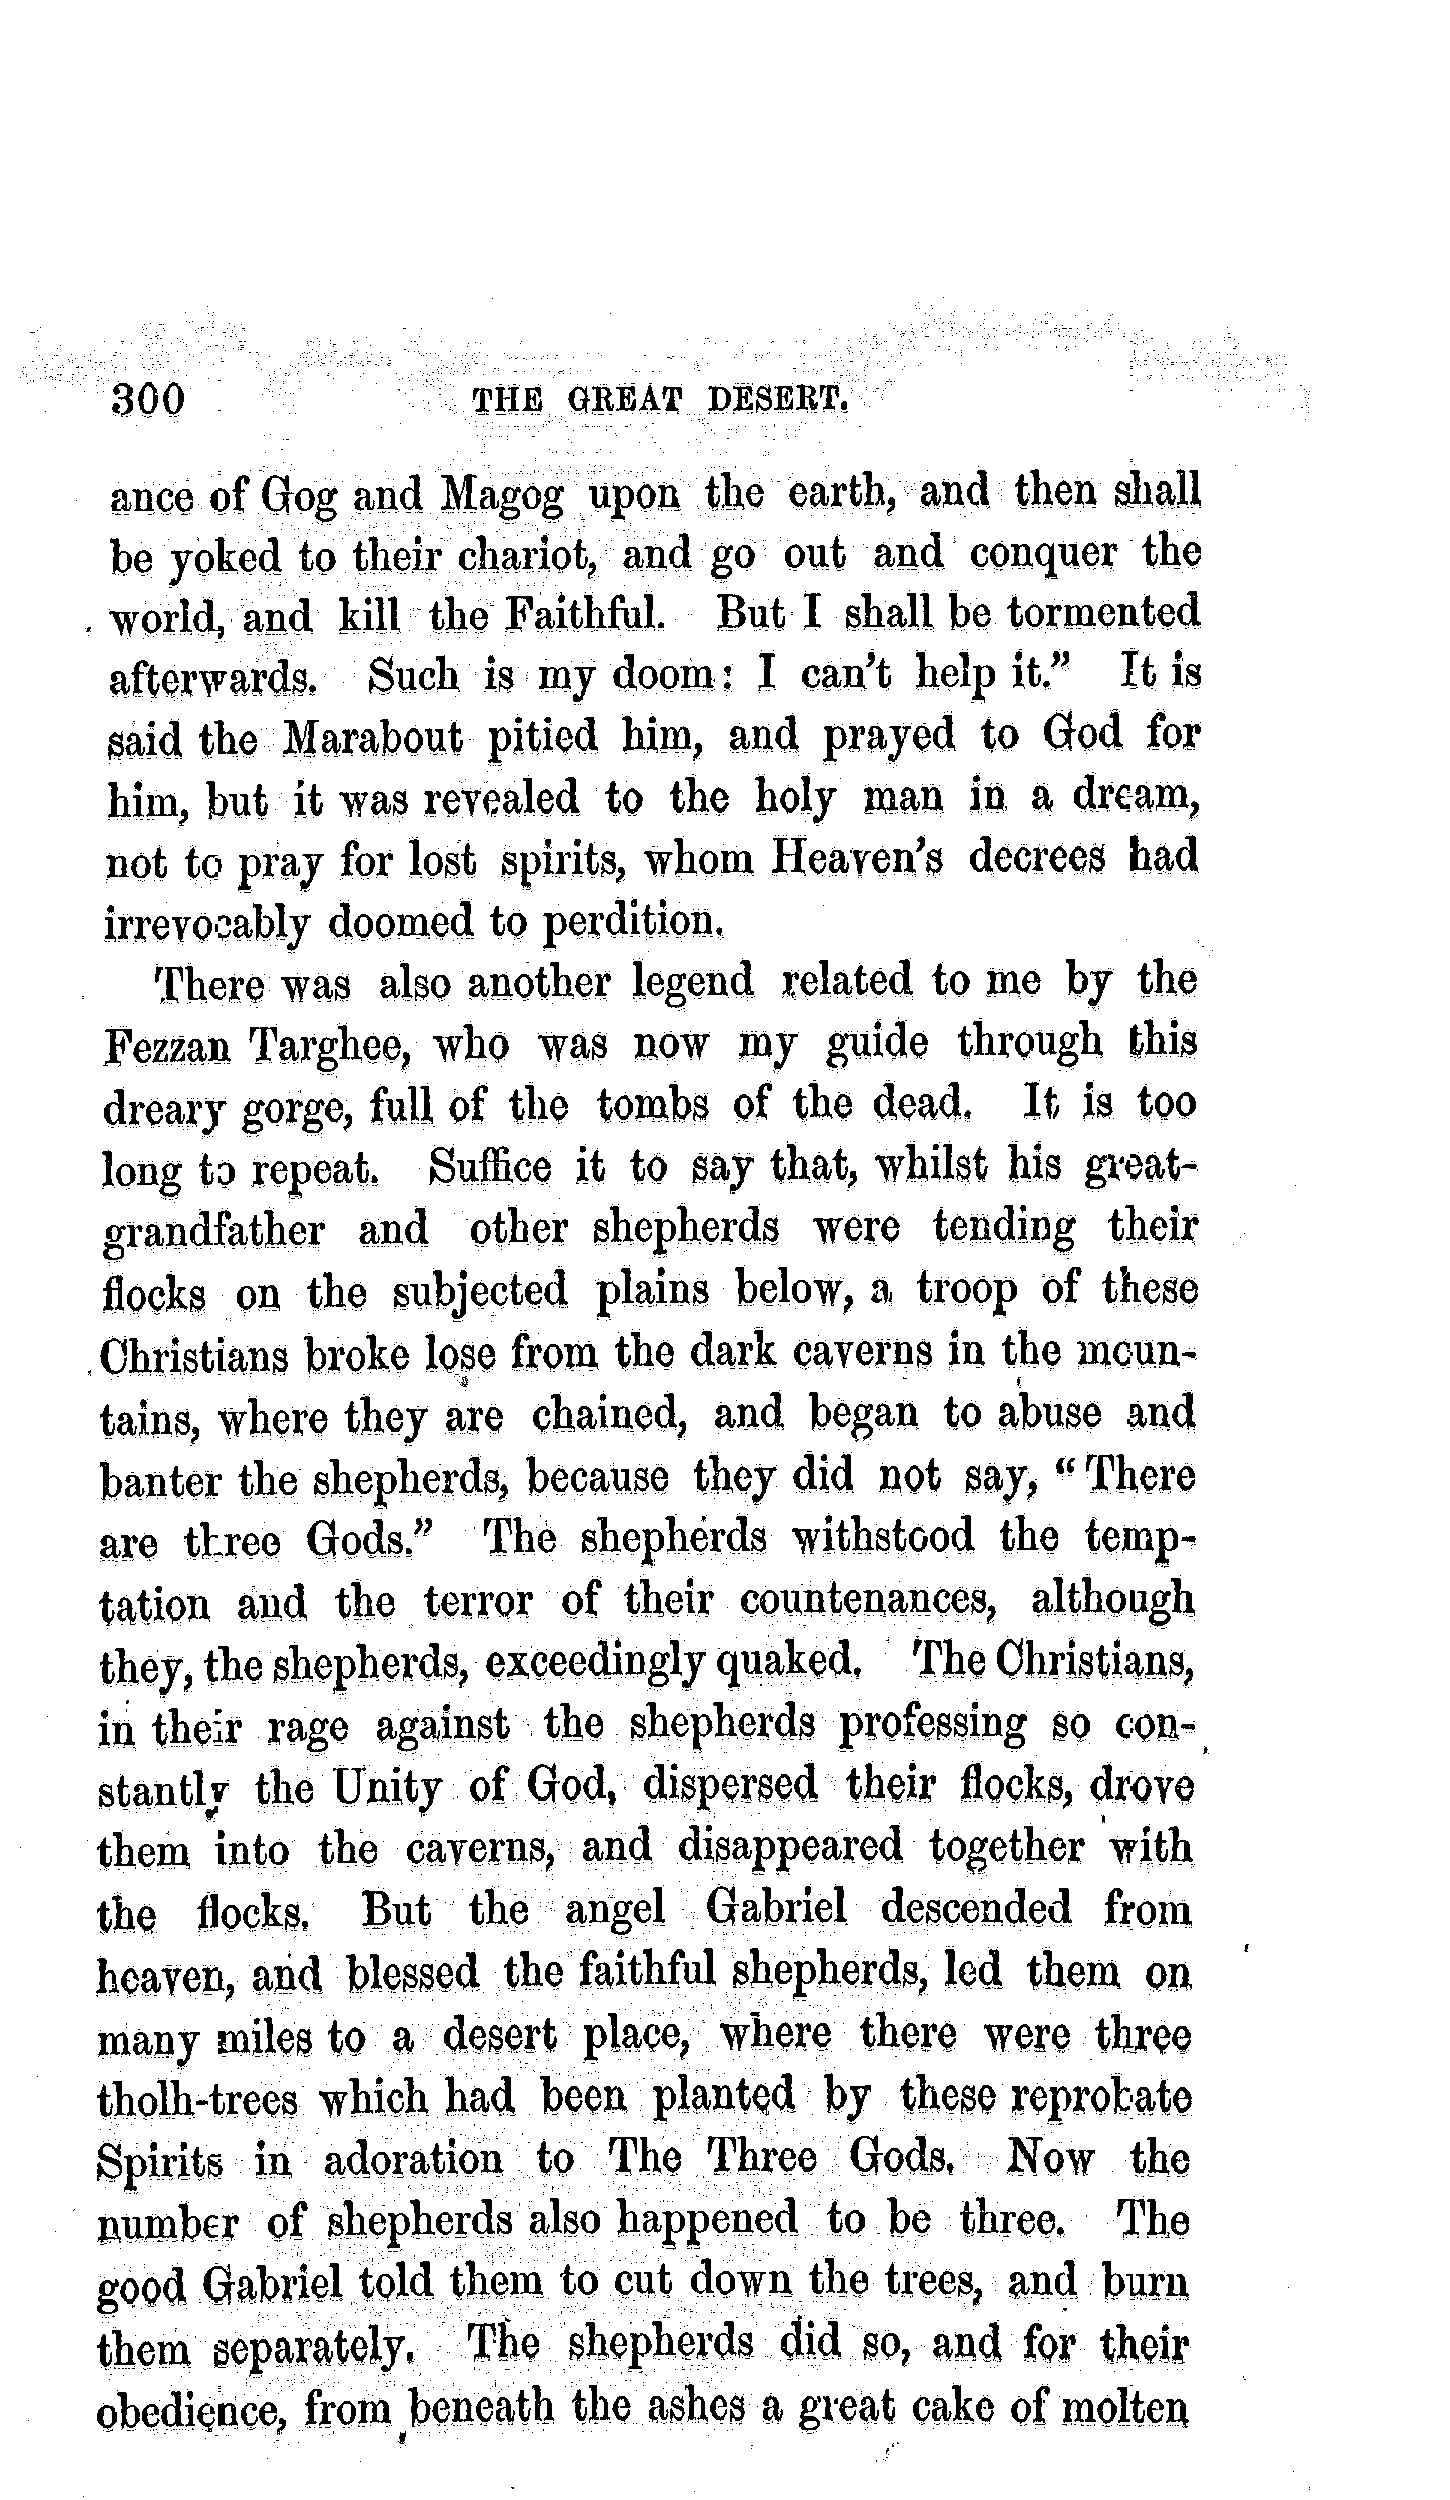 300 THE GREAT DESERT.
ance of Gog and Magog upon the earth, and then shall
be yoked to their chariot, and go out and conquer the
world, and kill the Faithful. But I shall be tormented
afterwards. Such is my doom: I can't help it." It is
said the Marabout pitied him, and prayed to God for
him, but it was revealed to the holy man in a dream,
not to pray for lost spirits, whom Heaven's decrees had
irrevocably doomed to perdition.
There was also another legend related to me by the
Fezzan Targhee, who was now my guide through this
dreary gorge, full of the tombs of the dead. It is too
long to repeat. Suffice it to say that, whilst his great-
grandfather and other shepherds were tending their
flocks on the subjected plains below, a troop of these
Christians broke lose from the dark caverns in the moun-
tains, where they are chained, and began to abuse and
banter the shepherds, because they did not say, "There
are three Gods." The shepherds withstood the temp-
tation and the terror of their countenances, although
they, the shepherds, exceedingly quaked. The Christians,
in their rage against the shepherds professing so con-
stantly the Unity of God, dispersed their flocks, drove
them into the caverns, and disappeared together with
the flocks. But the angel Gabriel descended from
heaven, and blessed the faithful shepherds, led them on
many miles to a desert place, where there were three
tholh-trees which had been planted by these reprobate
Spirits in adoration to The Three Gods. Now the
number of shepherds also happened to be three. The
good Gabriel told them to cut down the trees, and burn
them separately. The shepherds did so, and for their
obedience, from beneath the ashes a great cake of molten